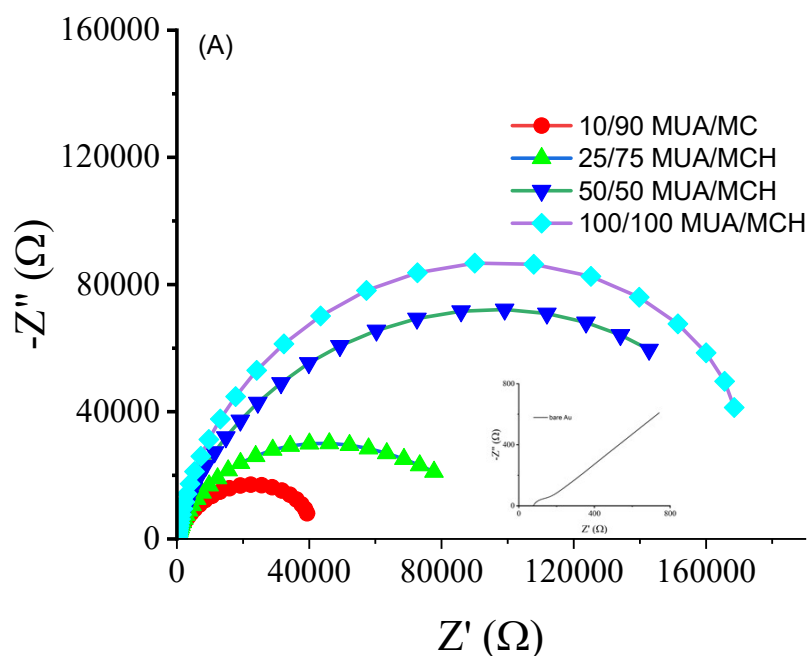 (A)
160000
120000
80000
40000
0
-Z'' (Ω)
10/90 MUA/MC
25/75 MUA/MCH
50/50 MUA/MCH
100/100 MUA/MCH
800
400
0
-Z'' (Ω)
bare Au
0 400 800
Z' (Ω)
0 40000 80000 120000 160000
Z' (Ω)